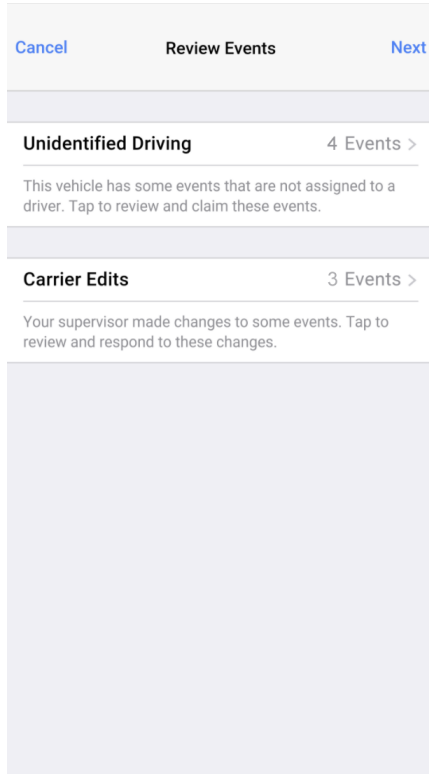 Cancel Review Events Next
Unidentified Driving 4 Events >
This vehicle has some events that are not assigned to a
driver. Tap to review and claim these events.
Carrier Edits 3 Events >
Your supervisor made changes to some events. Tap to
review and respond to these changes.